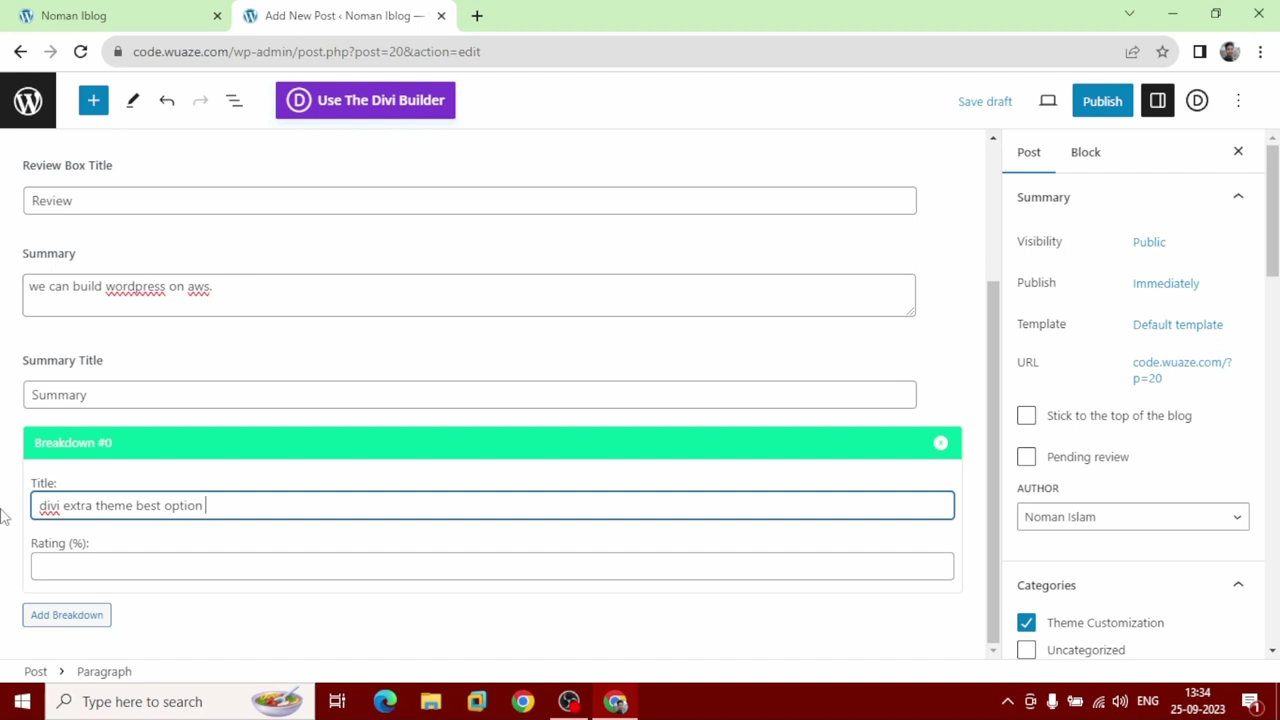 Noman Iblog
Add New Post ‹ Noman Iblog —
code.wuaze.com/wp-admin/post.php?post=20&action=edit
D Use The Divi Builder
Save draft
Publish
D
Review Box Title
Review
Summary
we can build wordpress on aws.
Summary Title
Summary
Breakdown #0
Title:
divi extra theme best option
Rating (%):
Add Breakdown
Post
Block
Summary
Visibility
Public
Publish
Immediately
Template
Default template
URL
code.wuaze.com/?
p=20
Stick to the top of the blog
Pending review
AUTHOR
Noman Islam
Categories
Theme Customization
Uncategorized
Post › Paragraph
Type here to search
ENG
13:34
25-09-2023
1